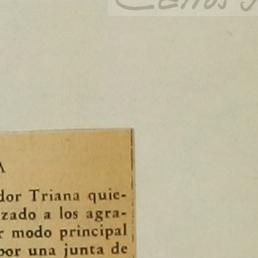 A
dor Triana quie-
zado a los agra-
r modo principal
por una junta de